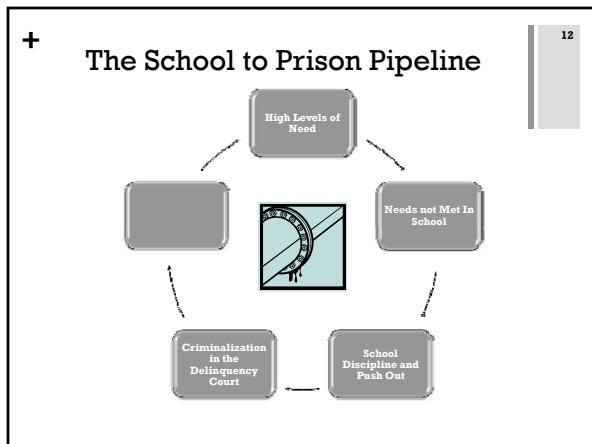 +
12
The School to Prison Pipeline
High Levels of
Need
Needs not Met In
School
School
Discipline and
Push Out
Criminalization
in the
Delinquency
Court